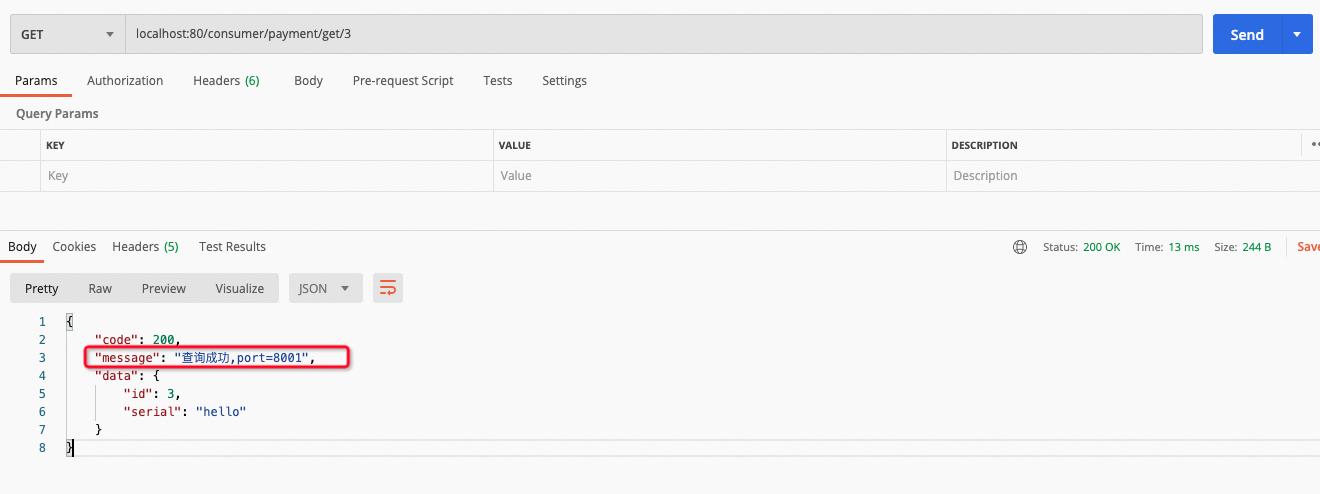 GET localhost:80/consumer/payment/get/3 Send
Params Authorization Headers (6) Body Pre-request Script Tests Settings
Query Params
KEY VALUE DESCRIPTION
Key Value Description
Body Cookies Headers (5) Test Results Status: 200 OK Time: 13 ms Size: 244 B Save
Pretty Raw Preview Visualize JSON
1 {
2 "code": 200,
3 "message": "查询成功,port=8001",
4 "data": {
5 "id": 3,
6 "serial": "hello"
7 }
8 }